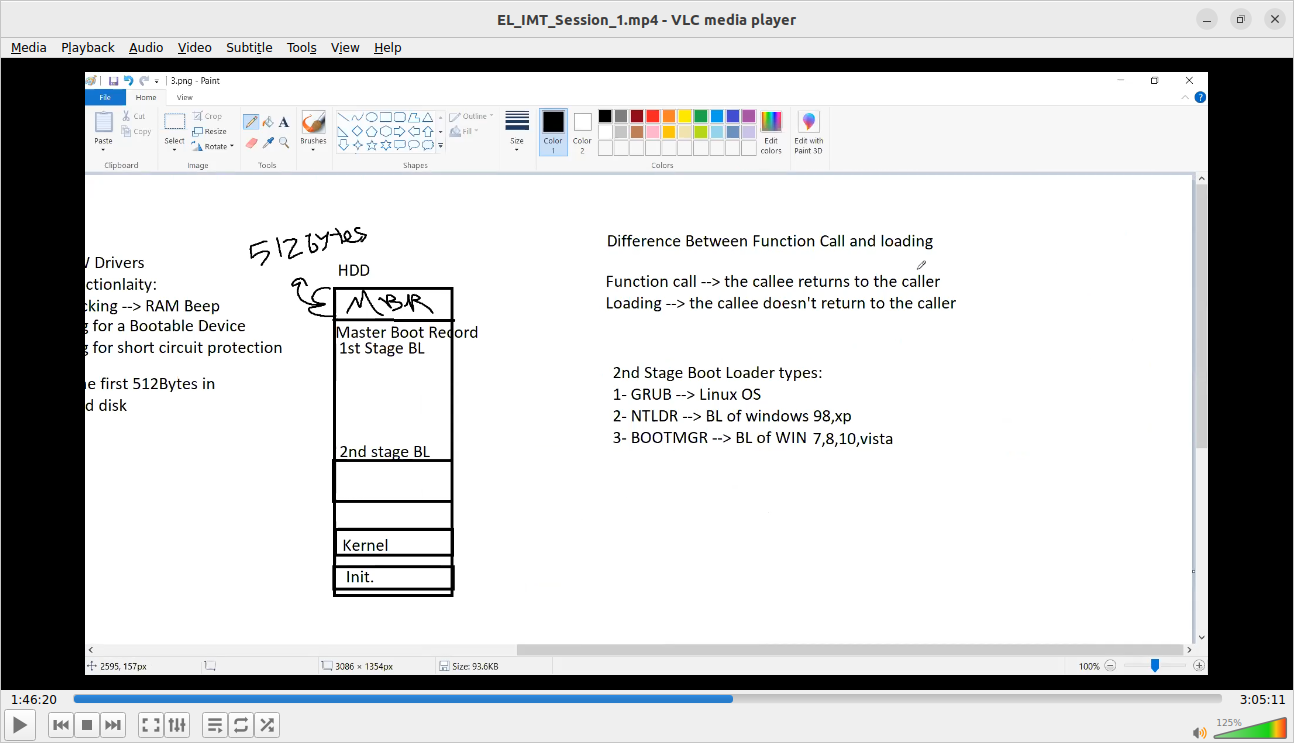 EL_IMT_Session_1.mp4 - VLC media player
Media Playback Audio Video Subtitle Tools View Help
3.png - Paint
File Home View
Paste
Cut
Copy
Clipboard
Select
Crop
Resize
Rotate
Image
A
Tools
Brushes
Outline
Fill
Shapes
Size
Color 1
Color 2
Edit colors
Colors
Edit with Paint 3D
W Drivers
ctionlaity:
cking --> RAM Beep
g for a Bootable Device
g for short circuit protection
he first 512Bytes in
d disk
512Bytes
HDD
MBR
Master Boot Record
1st Stage BL
2nd stage BL
Kernel
Init.
Difference Between Function Call and loading
Function call --> the callee returns to the caller
Loading --> the callee doesn't return to the caller
2nd Stage Boot Loader types:
1- GRUB --> Linux OS
2- NTLDR --> BL of windows 98,xp
3- BOOTMGR --> BL of WIN 7,8,10,vista
2595, 157px
3086 × 1354px
Size: 93.6KB
100%
1:46:20
3:05:11
125%